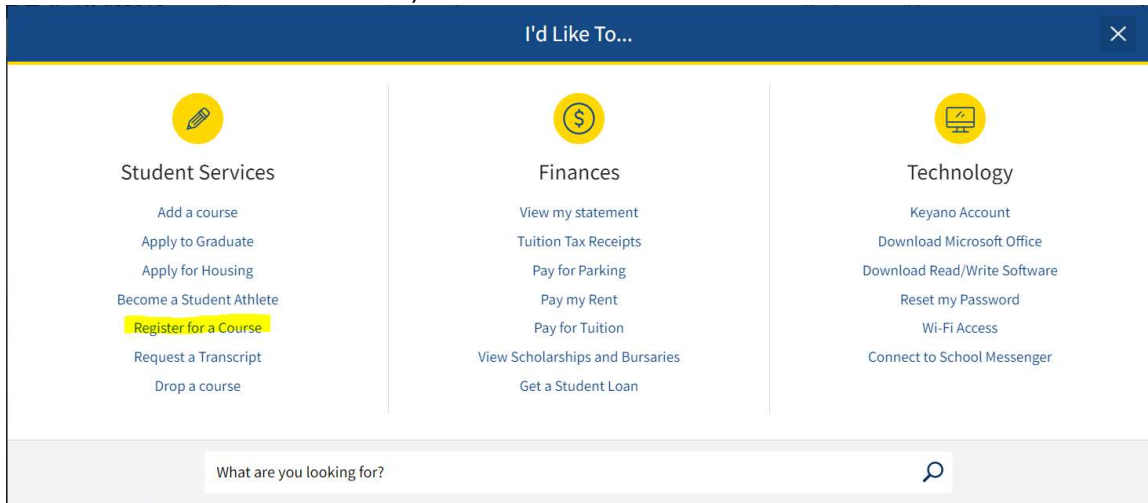 I'd Like To...
Student Services
Add a course
Apply to Graduate
Apply for Housing
Become a Student Athlete
Register for a Course
Request a Transcript
Drop a course
Finances
View my statement
Tuition Tax Receipts
Pay for Parking
Pay my Rent
Pay for Tuition
View Scholarships and Bursaries
Get a Student Loan
Technology
Keyano Account
Download Microsoft Office
Download Read/Write Software
Reset my Password
Wi-Fi Access
Connect to School Messenger
What are you looking for?